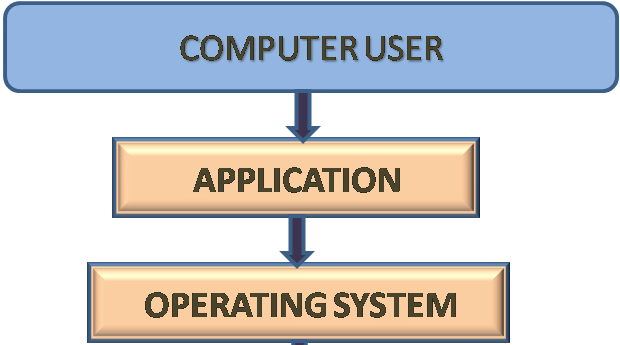 COMPUTER USER
APPLICATION
OPERATING SYSTEM